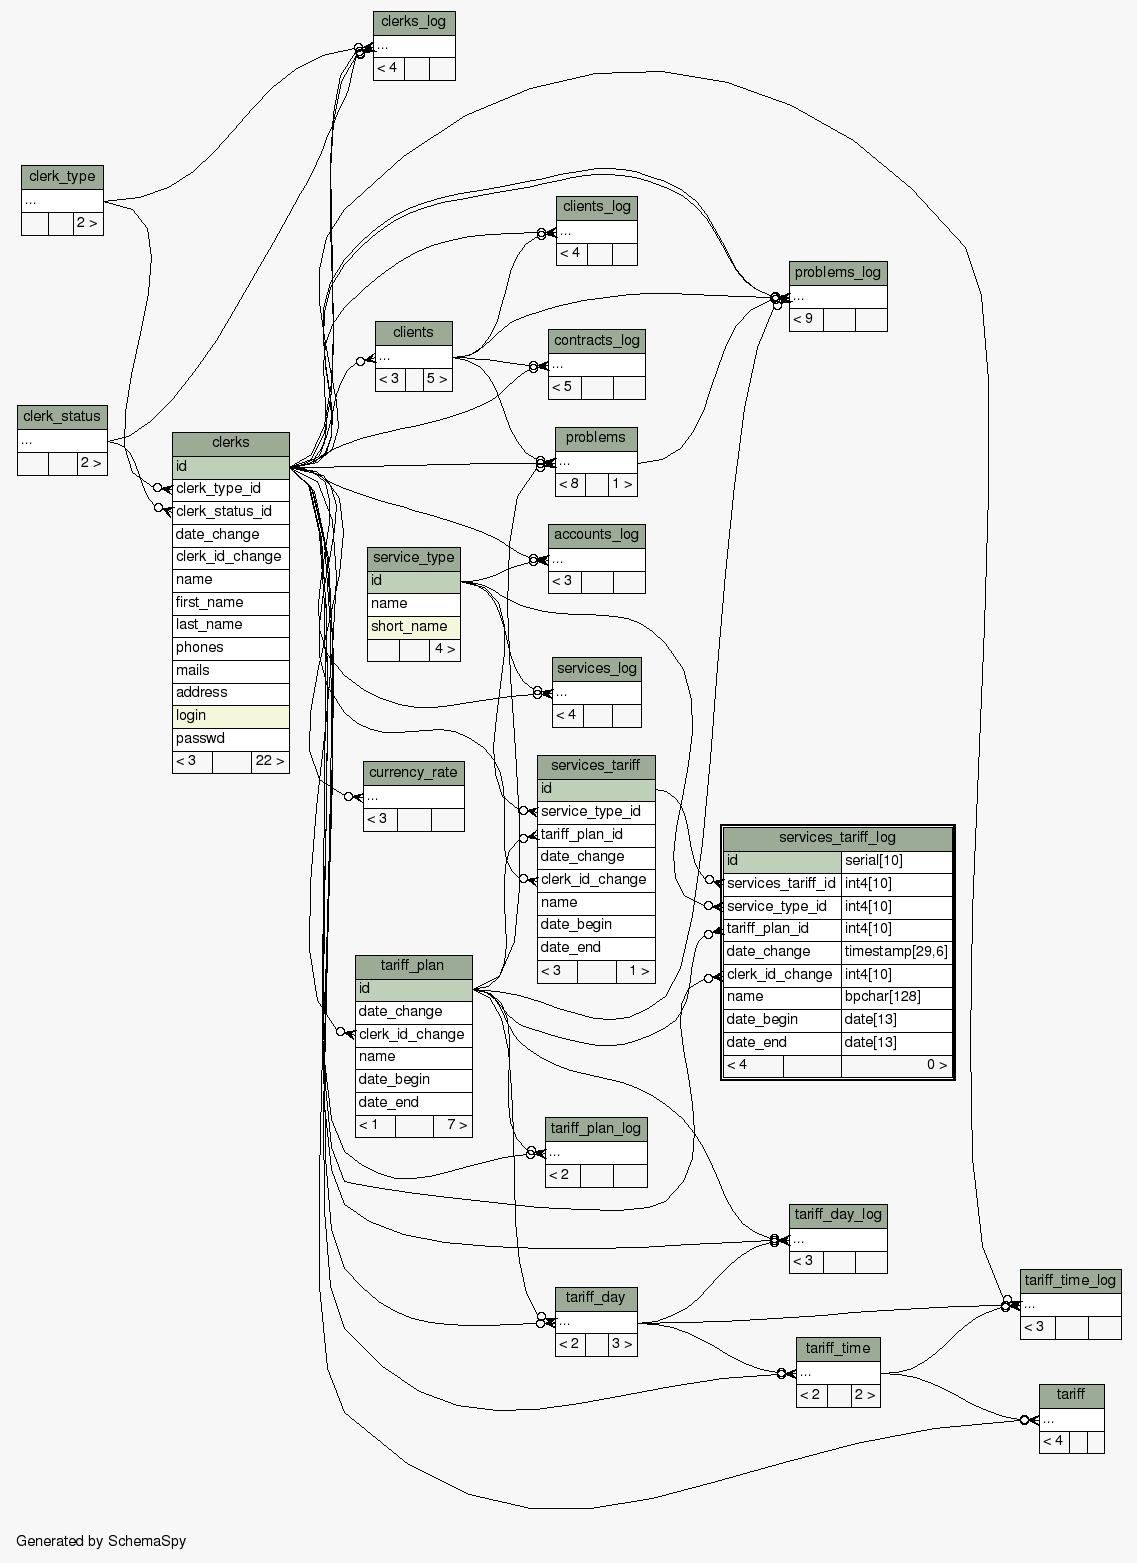 clerks_log
...
< 4
clerk_type
...
2 >
clients_log
...
< 4
problems_log
...
< 9
clients
...
< 3 5 >
contracts_log
...
< 5
clerk_status
...
2 >
clerks
id
clerk_type_id
clerk_status_id
date_change
clerk_id_change
name
first_name
last_name
phones
mails
address
login
passwd
< 3 22 >
problems
...
< 8 1 >
accounts_log
...
< 3
service_type
id
name
short_name
4 >
services_log
...
< 4
currency_rate
...
< 3
services_tariff
id
service_type_id
tariff_plan_id
date_change
clerk_id_change
name
date_begin
date_end
< 3 1 >
services_tariff_log
id serial[10]
services_tariff_id int4[10]
service_type_id int4[10]
tariff_plan_id int4[10]
date_change timestamp[29,6]
clerk_id_change int4[10]
name bpchar[128]
date_begin date[13]
date_end date[13]
< 4 0 >
tariff_plan
id
date_change
clerk_id_change
name
date_begin
date_end
< 1 7 >
tariff_plan_log
...
< 2
tariff_day_log
...
< 3
tariff_day
...
< 2 3 >
tariff_time_log
...
< 3
tariff_time
...
< 2 2 >
tariff
...
< 4
Generated by SchemaSpy